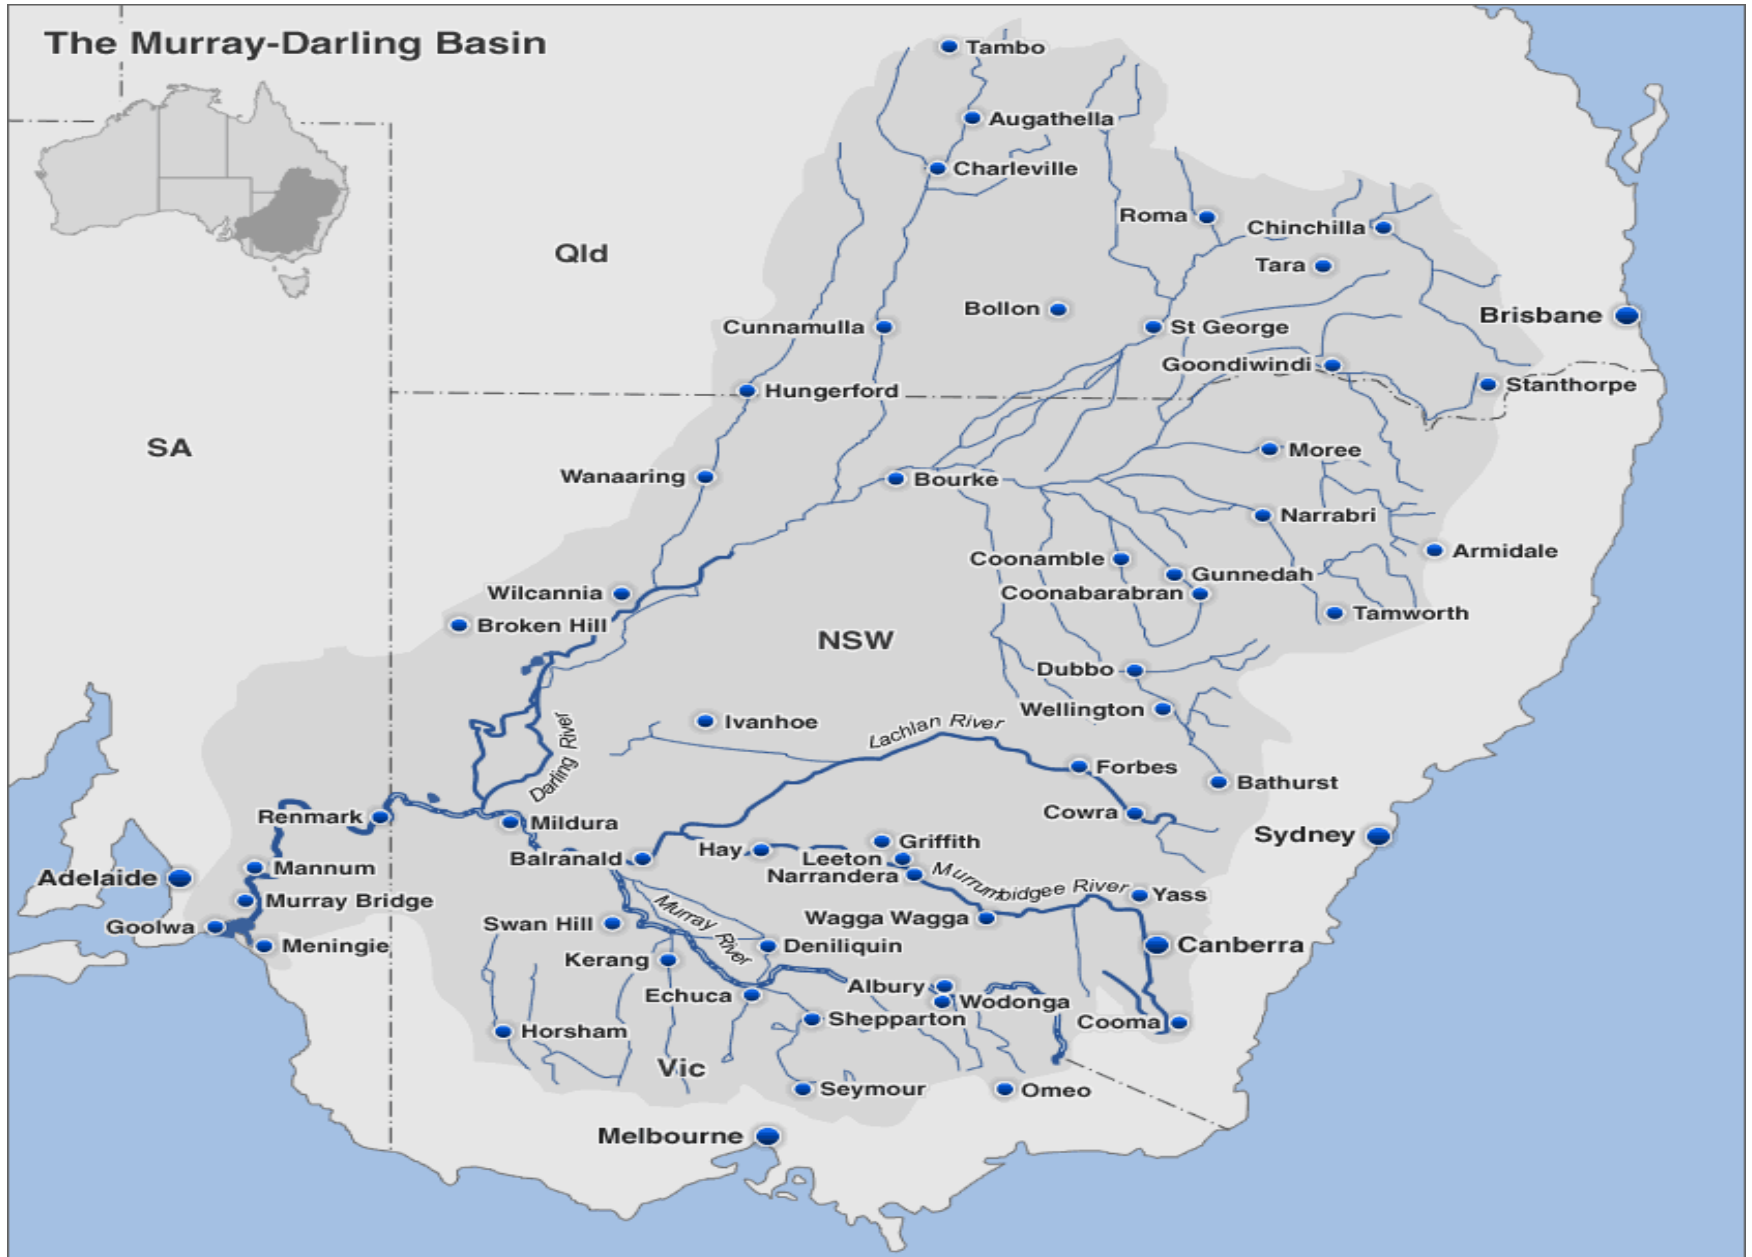 The Murray-Darling Basin
Tambo
Augathella
Charleville
Roma
Chinchilla
Tara
Qld
Bollon
Brisbane
Cunnamulla
St George
Goondiwindi
Stanthorpe
Hungerford
SA
Moree
Wanaaring
Bourke
Narrabri
Armidale
Coonamble
Gunnedah
Wilcannia
Coonabarabran
Tamworth
Broken Hill
NSW
Dubbo
Wellington
Ivanhoe
Lachlan River
Darling River
Forbes
Bathurst
Renmark
Mildura
Cowra
Sydney
Griffith
Hay
Balranald
Leeton
Mannum
Narrandera
Adelaide
Murrumbidgee River
Yass
Murray Bridge
Murray River
Wagga Wagga
Goolwa
Swan Hill
Meningie
Deniliquin
Canberra
Kerang
Albury
Echuca
Wodonga
Shepparton
Cooma
Horsham
Vic
Seymour
Omeo
Melbourne